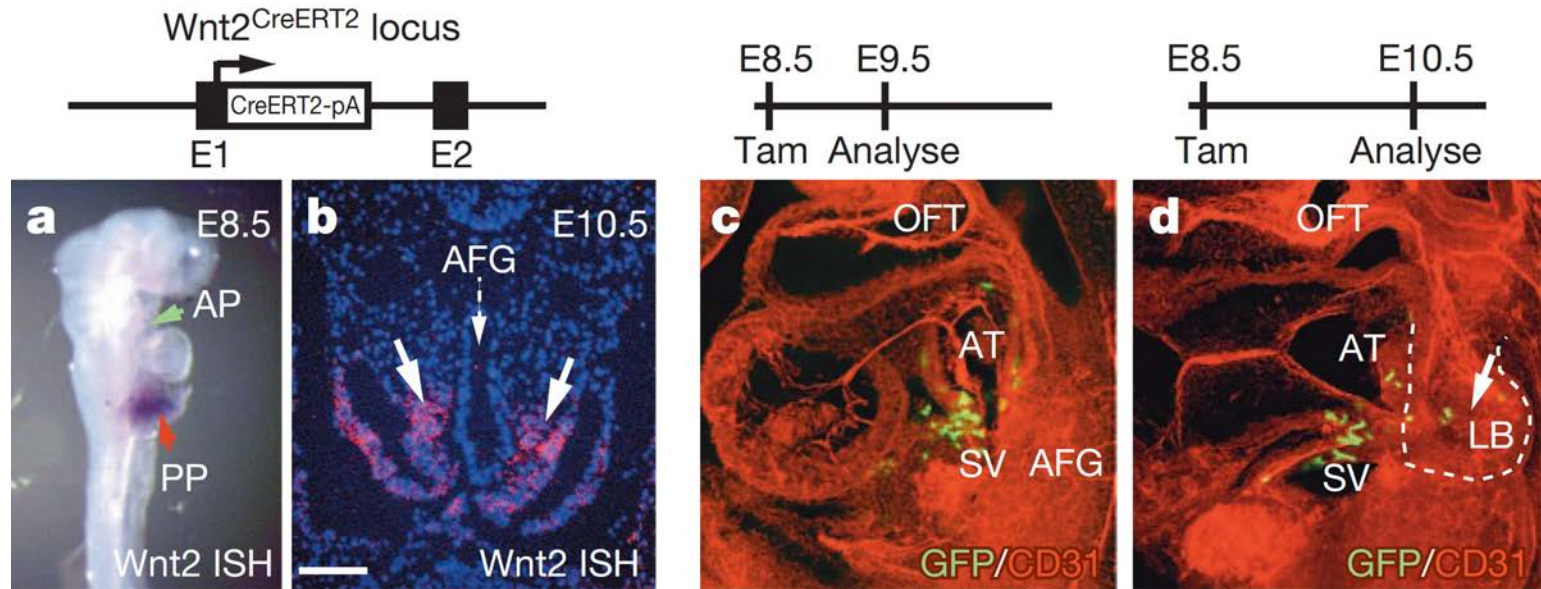 Wnt2CreERT2 locus
CreERT2-pA
E1 E2
E8.5 E9.5
Tam Analyse
E8.5 E10.5
Tam Analyse
a E8.5
AP
PP
Wnt2 ISH
b E10.5
AFG
Wnt2 ISH
c OFT
AT
SV AFG
GFP/CD31
d OFT
AT
LB
SV
GFP/CD31